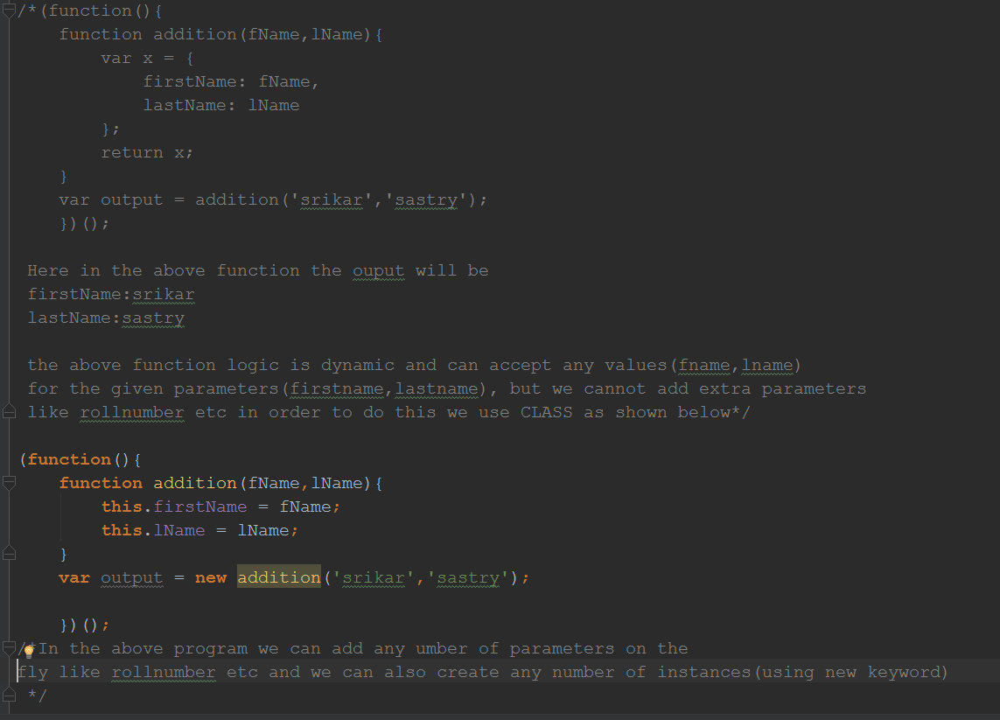 /*(function(){
    function addition(fName,lName){
        var x = {
            firstName: fName,
            lastName: lName
        };
        return x;
    }
    var output = addition('srikar','sastry');
    })();

 Here in the above function the ouput will be
 firstName:srikar
 lastName:sastry

 the above function logic is dynamic and can accept any values(fname,lname)
 for the given parameters(firstname,lastname), but we cannot add extra parameters
 like rollnumber etc in order to do this we use CLASS as shown below*/

(function(){
    function addition(fName,lName){
        this.firstName = fName;
        this.lName = lName;
    }
    var output = new addition('srikar','sastry');

    })();
/*In the above program we can add any umber of parameters on the
fly like rollnumber etc and we can also create any number of instances(using new keyword)
 */